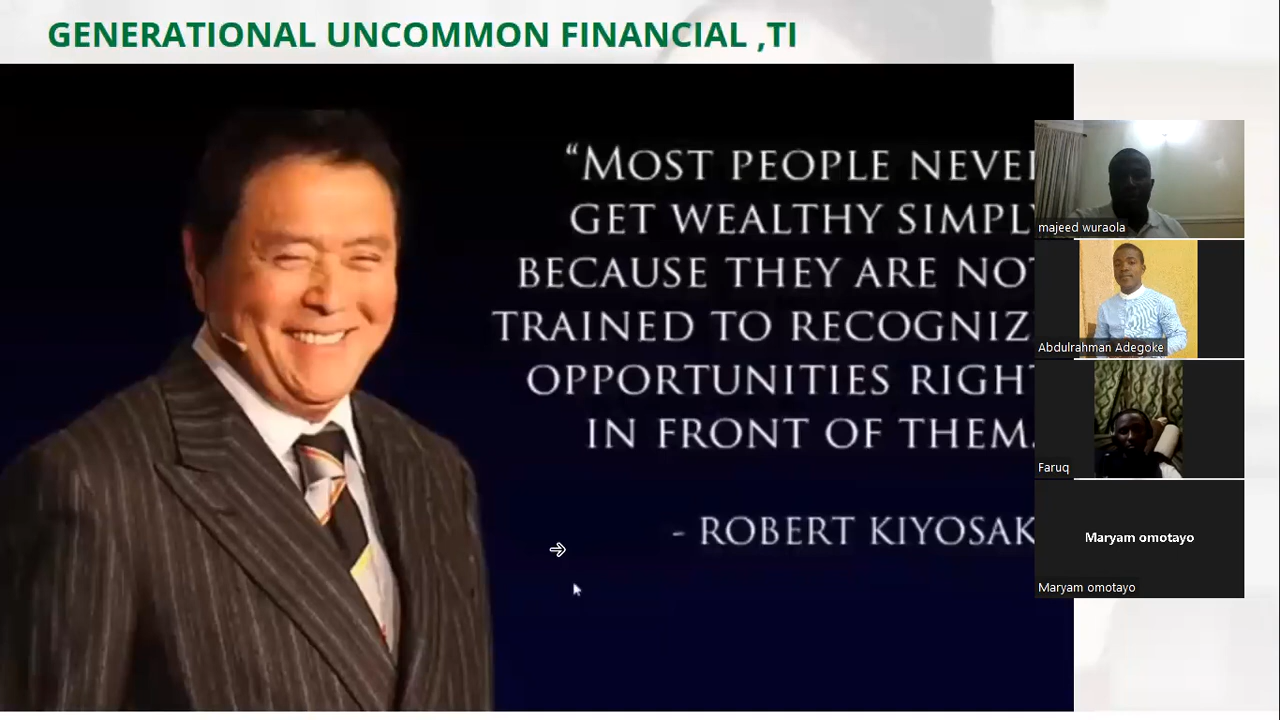 GENERATIONAL UNCOMMON FINANCIAL ,TI
“MOST PEOPLE NEVE
GET WEALTHY SIMPL
BECAUSE THEY ARE NO
TRAINED TO RECOGNIZ
OPPORTUNITIES RIGH
IN FRONT OF THEM.
- ROBERT KIYOSAK
majeed wuraola
Abdulrahman Adegoke
Faruq
Maryam omotayo
Maryam omotayo